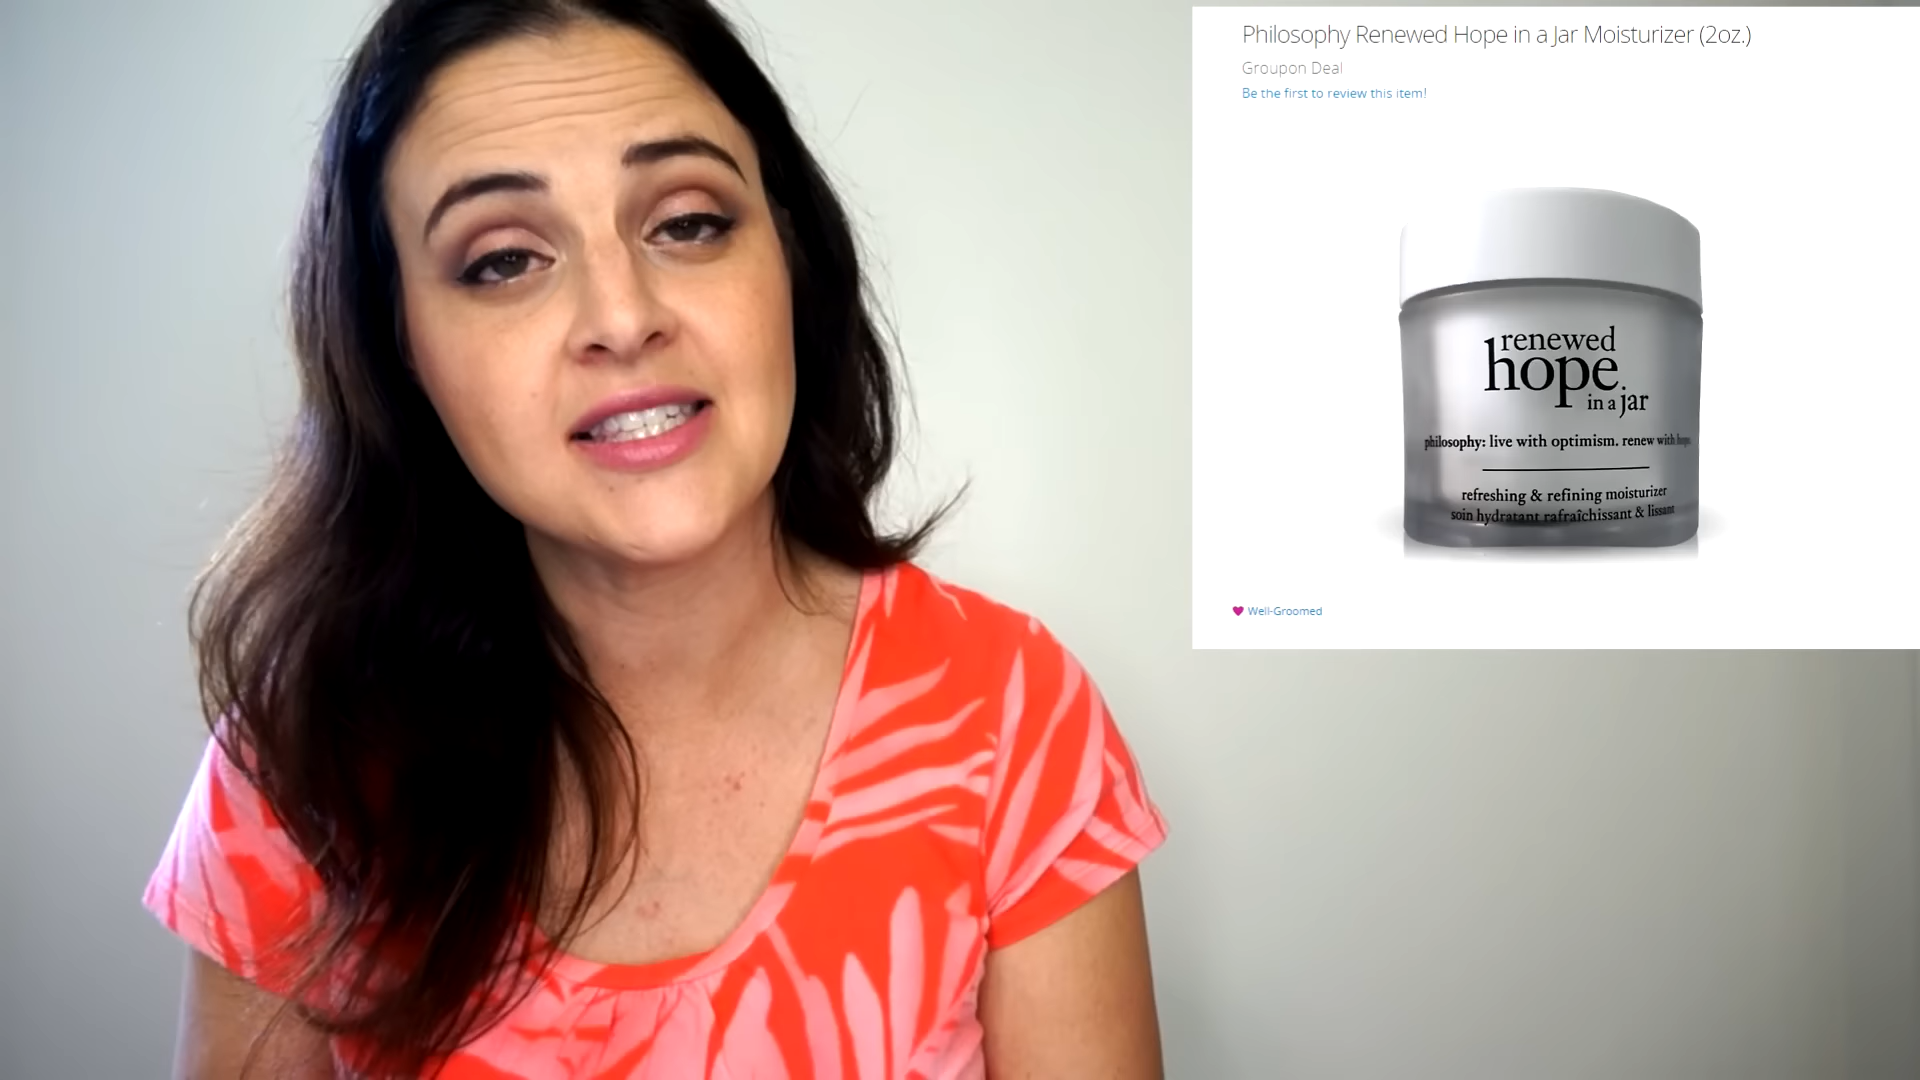 Philosophy Renewed Hope in a Jar Moisturizer (2oz.)
Groupon Deal
Be the first to review this item!
renewed
hope
in a jar
philosophy: live with optimism. renew with hope
refreshing & refining moisturizer
soin hydratant rafraîchissant & lissant
Well-Groomed